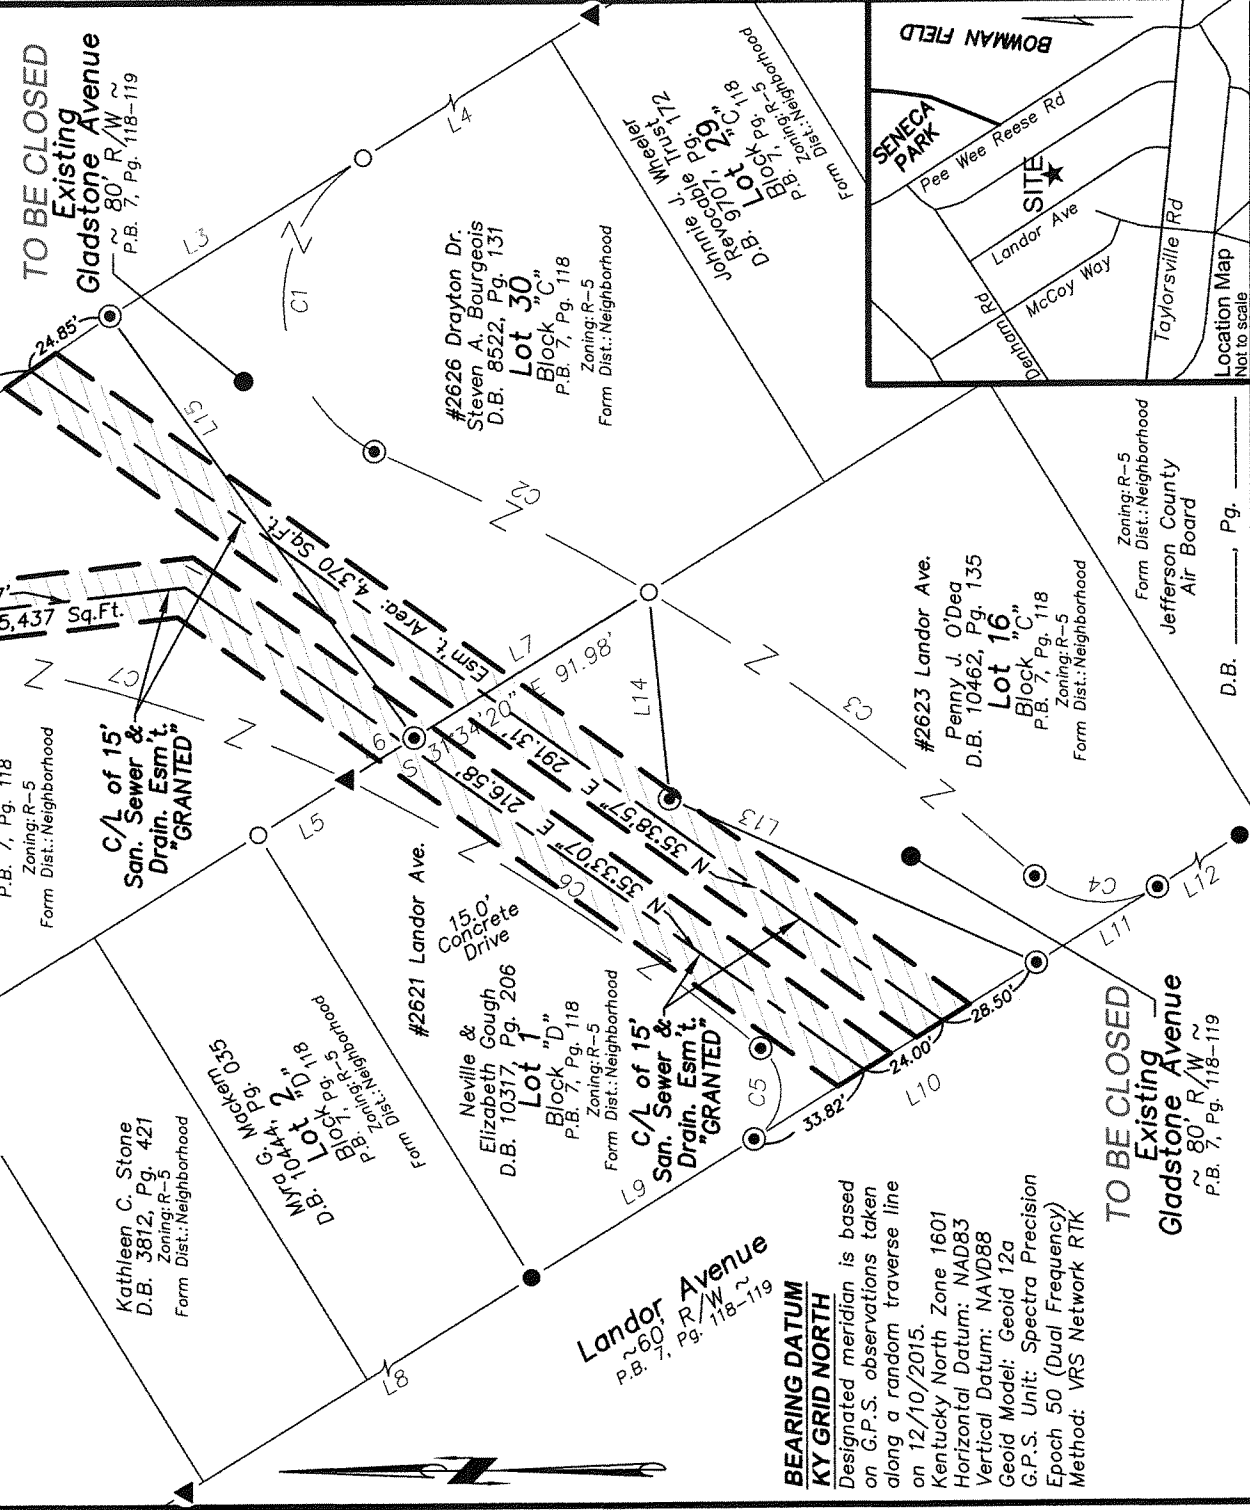 TO BE CLOSED
Existing
Gladstone Avenue
~ 80' R/W ~
P.B. 7, Pg. 118-119
24.85'
L3
L4
C1
L15
#2626 Drayton Dr.
Steven A. Bourgeois
D.B. 8522, Pg. 131
Lot 30
Block "C"
P.B. 7, Pg. 118
Zoning: R-5
Form Dist.: Neighborhood
Johnnie J. Wheeler
Revocable Trust
D.B. 9707, Pg. 172
Lot 29
Block "C"
P.B. 7, Pg. 118
Zoning: R-5
Form Dist.: Neighborhood
SENECA
PARK
BOWMAN FIELD
Pee Wee Reese Rd
SITE
Landor Ave
McCoy Way
Denham Rd
Taylorsville Rd
Location Map
Not to scale
5,437 Sq.Ft.
C7
Esm't. Area: 4,370 Sq.Ft.
C2
L7
S 31°34'20" E 91.98'
L14
P.B. 7, Pg. 118
Zoning: R-5
Form Dist.: Neighborhood
C/L of 15'
San. Sewer &
Drain. Esm't.
"GRANTED"
6
L5
N 35°33'07" E 216.58'
N 35°38'57" E 291.31'
C6
L13
C3
#2623 Landor Ave.
Penny J. O'Dea
D.B. 10462, Pg. 135
Lot 16
Block "C"
P.B. 7, Pg. 118
Zoning: R-5
Form Dist.: Neighborhood
Zoning: R-5
Form Dist.: Neighborhood
Jefferson County
Air Board
D.B. ______, Pg. ______
#2621 Landor Ave.
15.0'
Concrete
Drive
Neville &
Elizabeth Gough
D.B. 10317, Pg. 206
Lot 1
Block "D"
P.B. 7, Pg. 118
Zoning: R-5
Form Dist.: Neighborhood
C/L of 15'
San. Sewer &
Drain. Esm't.
"GRANTED"
C4
L12
L11
28.50'
24.00'
L10
33.82'
C5
L9
Kathleen C. Stone
D.B. 3812, Pg. 421
Zoning: R-5
Form Dist.: Neighborhood
Myra G. Mackem
D.B. 10444, Pg. 035
Lot 2
Block "D"
P.B. 7, Pg. 118
Zoning: R-5
Form Dist.: Neighborhood
L8
Landor Avenue
~60' R/W ~
P.B. 7, Pg. 118-119
TO BE CLOSED
Existing
Gladstone Avenue
~ 80' R/W ~
P.B. 7, Pg. 118-119
BEARING DATUM
KY GRID NORTH
Designated meridian is based
on G.P.S. observations taken
along a random traverse line
on 12/10/2015.
Kentucky North Zone 1601
Horizontal Datum: NAD83
Vertical Datum: NAVD88
Geoid Model: Geoid 12a
G.P.S. Unit: Spectra Precision
Epoch 50 (Dual Frequency)
Method: VRS Network RTK